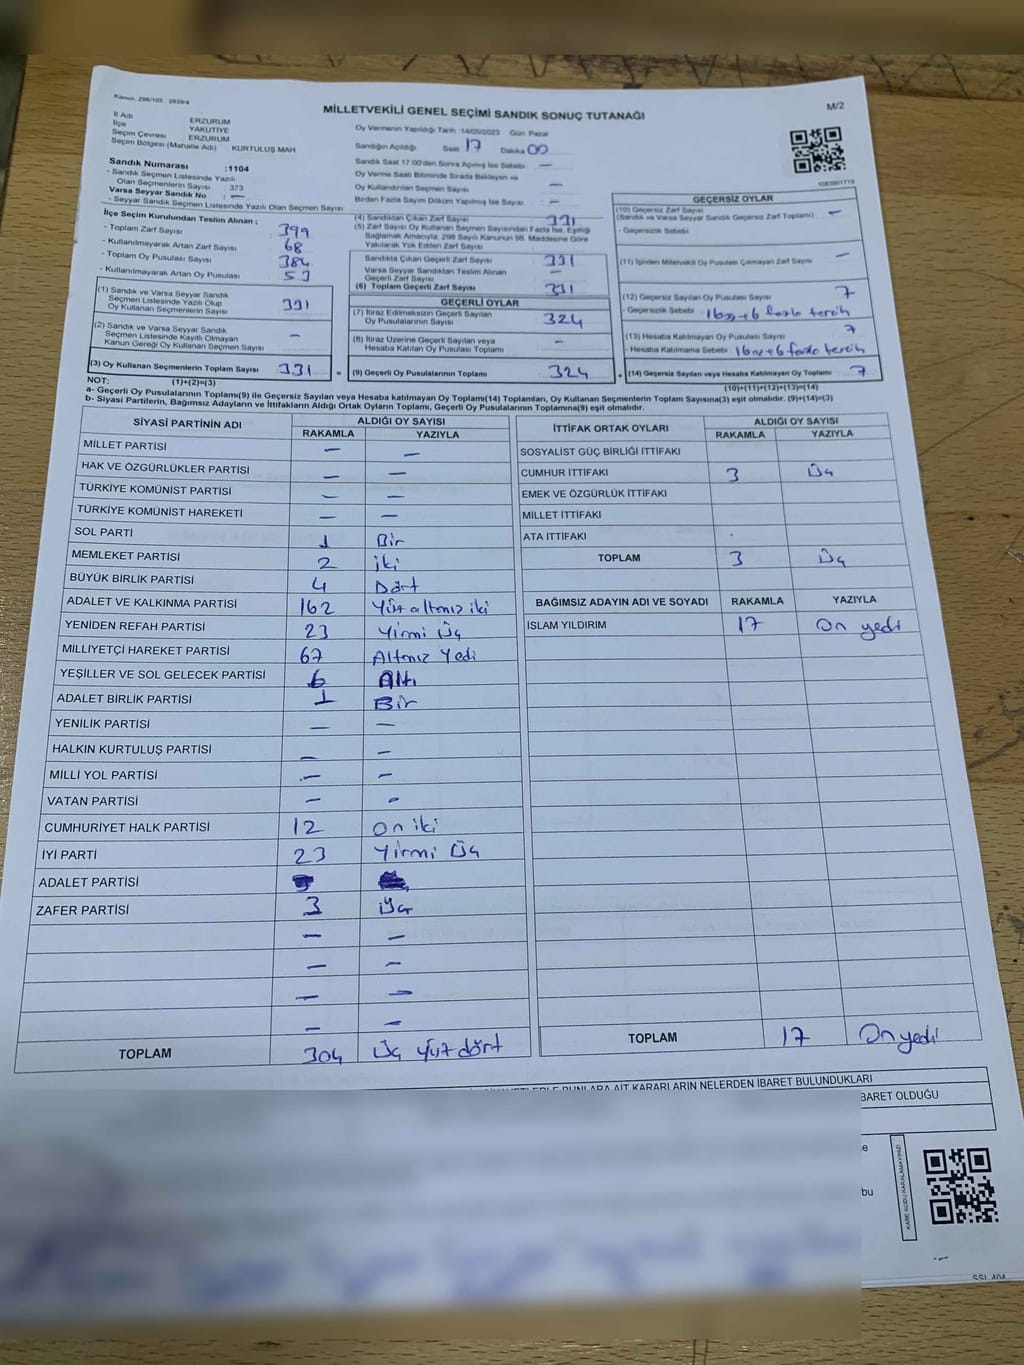 Kanun, 298/105 : 2839/4
MİLLETVEKİLİ GENEL SEÇİMİ SANDIK SONUÇ TUTANAĞI
M/2
İl Adı ERZURUM
İlçe YAKUTİYE
Seçim Çevresi ERZURUM
Seçim Bölgesi (Mahalle Adı) KURTULUŞ MAH
Sandık Numarası :1104
- Sandık Seçmen Listesinde Yazılı
Olan Seçmenlerin Sayısı : 373
Varsa Seyyar Sandık No : —
- Seyyar Sandık Seçmen Listesinde Yazılı Olan Seçmen Sayısı
Oy Vermenin Yapıldığı Tarih :14/05/2023 Gün Pazar
Sandığın Açıldığı Saat 17 Dakika 00
Sandık Saat 17.00'den Sonra Açmış İse Sebebi —
Oy Verme Saati Bitiminde Sırada Bekleyen ve
Oy Kullandırılan Seçmen Sayısı —
Birden Fazla Sayım Döküm Yapılmış İse Sayısı : —
İlçe Seçim Kurulundan Teslim Alınan ;
- Toplam Zarf Sayısı 399
- Kullanılmayarak Artan Zarf Sayısı 68
- Toplam Oy Pusulası Sayısı 384
- Kullanılmayarak Artan Oy Pusulası 53
(1) Sandık ve Varsa Seyyar Sandık
Seçmen Listesinde Yazılı Olup
Oy Kullanan Seçmenlerin Sayısı 331
(2) Sandık ve Varsa Seyyar Sandık
Seçmen Listesinde Kayıtlı Olmayan
Kanun Gereği Oy Kullanan Seçmen Sayısı —
(3) Oy Kullanan Seçmenlerin Toplam Sayısı 331 =
(4) Sandıktan Çıkan Zarf Sayısı 331
(5) Zarf Sayısı Oy Kullanan Seçmen Sayısından Fazla İse, Eşitliği
Sağlamak Amacıyla, 298 Sayılı Kanunun 98. Maddesine Göre
Yakılarak Yok Edilen Zarf Sayısı
Sandıkta Çıkan Geçerli Zarf Sayısı 331
Varsa Seyyar Sandıktan Teslim Alınan
Geçerli Zarf Sayısı —
(6) Toplam Geçerli Zarf Sayısı 331
GEÇERLİ OYLAR
(7) İtiraz Edilmeksizin Geçerli Sayılan
Oy Pusulalarının Sayısı 324
(8) İtiraz Üzerine Geçerli Sayılan veya
Hesaba Katılan Oy Pusulası Toplamı —
(9) Geçerli Oy Pusulalarının Toplamı 324 +
GEÇERSİZ OYLAR
(10) Geçersiz Zarf Sayısı
(Sandık ve Varsa Seyyar Sandık Geçersiz Zarf Toplamı) —
- Geçersizlik Sebebi
(11) İçinden Milletvekili Oy Pusulası Çıkmayan Zarf Sayısı —
(12) Geçersiz Sayılan Oy Pusulası Sayısı 7
- Geçersizlik Sebebi : 1 boş+6 fazla tercih
(13) Hesaba Katılmayan Oy Pusulası Sayısı 7
- Hesaba Katılmama Sebebi : 1 boş+6 fazla tercih
(14) Geçersiz Sayılan veya Hesaba Katılmayan Oy Toplamı 7
NOT: (1)+(2)=(3) (10)+(11)+(12)+(13)=(14)
a- Geçerli Oy Pusulalarının Toplamı(9) ile Geçersiz Sayılan veya Hesaba katılmayan Oy Toplamı(14) Toplamları, Oy Kullanan Seçmenlerin Toplam Sayısına(3) eşit olmalıdır. (9)+(14)=(3)
b- Siyasi Partilerin, Bağımsız Adayların ve İttifakların Aldığı Ortak Oyların Toplamı, Geçerli Oy Pusulalarının Toplamına(9) eşit olmalıdır.
SİYASİ PARTİNİN ADI ALDIĞI OY SAYISI
RAKAMLA YAZIYLA
MİLLET PARTİSİ — —
HAK VE ÖZGÜRLÜKLER PARTİSİ — —
TÜRKİYE KOMÜNİST PARTİSİ — —
TÜRKİYE KOMÜNİST HAREKETİ — —
SOL PARTİ 1 Bir
MEMLEKET PARTİSİ 2 iki
BÜYÜK BİRLİK PARTİSİ 4 Dört
ADALET VE KALKINMA PARTİSİ 162 Yüz altmış iki
YENİDEN REFAH PARTİSİ 23 Yirmi Üç
MİLLİYETÇİ HAREKET PARTİSİ 67 Altmış Yedi
YEŞİLLER VE SOL GELECEK PARTİSİ 6 Altı
ADALET BİRLİK PARTİSİ 1 Bir
YENİLİK PARTİSİ — —
HALKIN KURTULUŞ PARTİSİ — —
MİLLİ YOL PARTİSİ — —
VATAN PARTİSİ — —
CUMHURİYET HALK PARTİSİ 12 on iki
İYİ PARTİ 23 Yirmi Üç
ADALET PARTİSİ
ZAFER PARTİSİ 3 üç
— —
— —
— —
— —
TOPLAM 304 Üç Yüz dört
İTTİFAK ORTAK OYLARI ALDIĞI OY SAYISI
RAKAMLA YAZIYLA
SOSYALİST GÜÇ BİRLİĞİ İTTİFAKI
CUMHUR İTTİFAKI 3 Üç
EMEK VE ÖZGÜRLÜK İTTİFAKI
MİLLET İTTİFAKI
ATA İTTİFAKI
TOPLAM 3 Üç
BAĞIMSIZ ADAYIN ADI VE SOYADI RAKAMLA YAZIYLA
İSLAM YILDIRIM 17 On yedi
TOPLAM 17 On yedi
BUNLARA AİT KARARLARIN NELERDEN İBARET BULUNDUKLARI
İBARET OLDUĞU
bu
KARE KODU KARALAMAYINIZ!